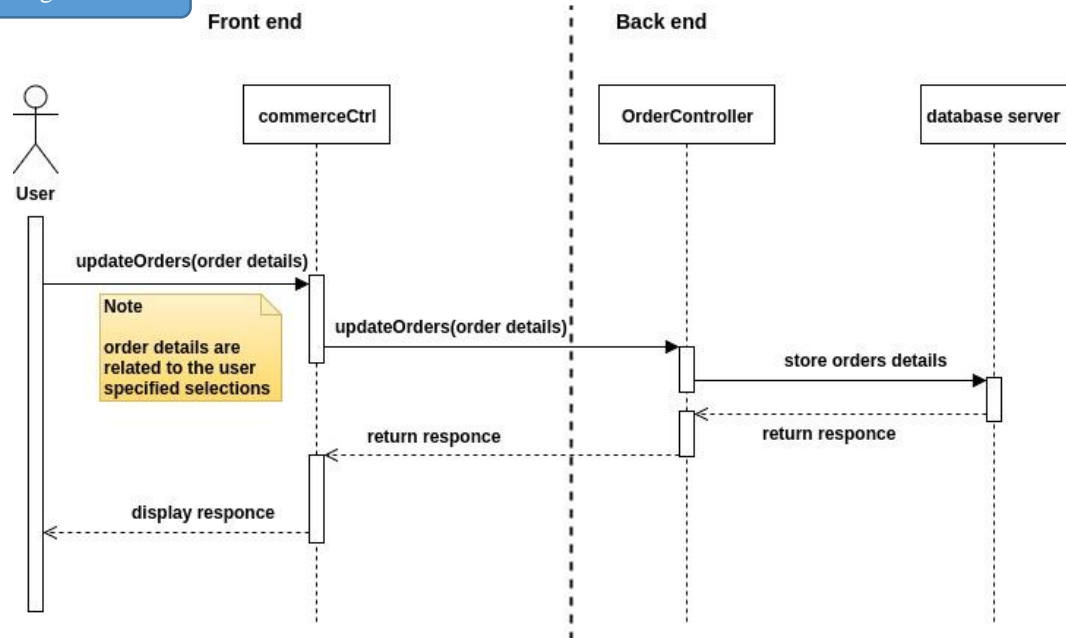 Front end
Back end
commerceCtrl
OrderController
database server
User
updateOrders(order details)
Note
order details are
related to the user
specified selections
updateOrders(order details)
store orders details
return responce
return responce
display responce